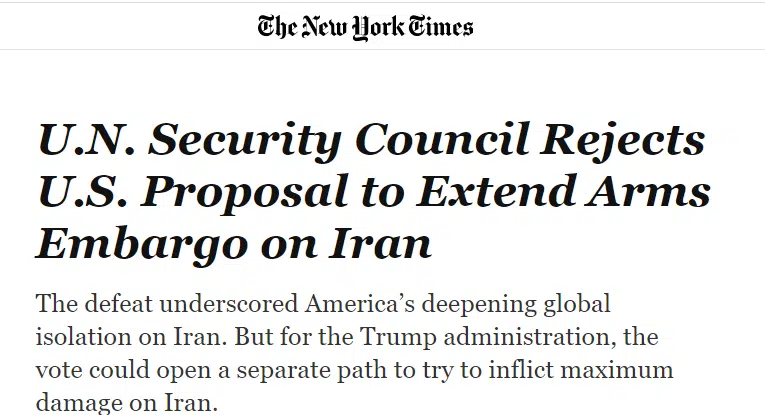 The New York Times
U.N. Security Council Rejects
U.S. Proposal to Extend Arms
Embargo on Iran
The defeat underscored America’s deepening global
isolation on Iran. But for the Trump administration, the
vote could open a separate path to try to inflict maximum
damage on Iran.